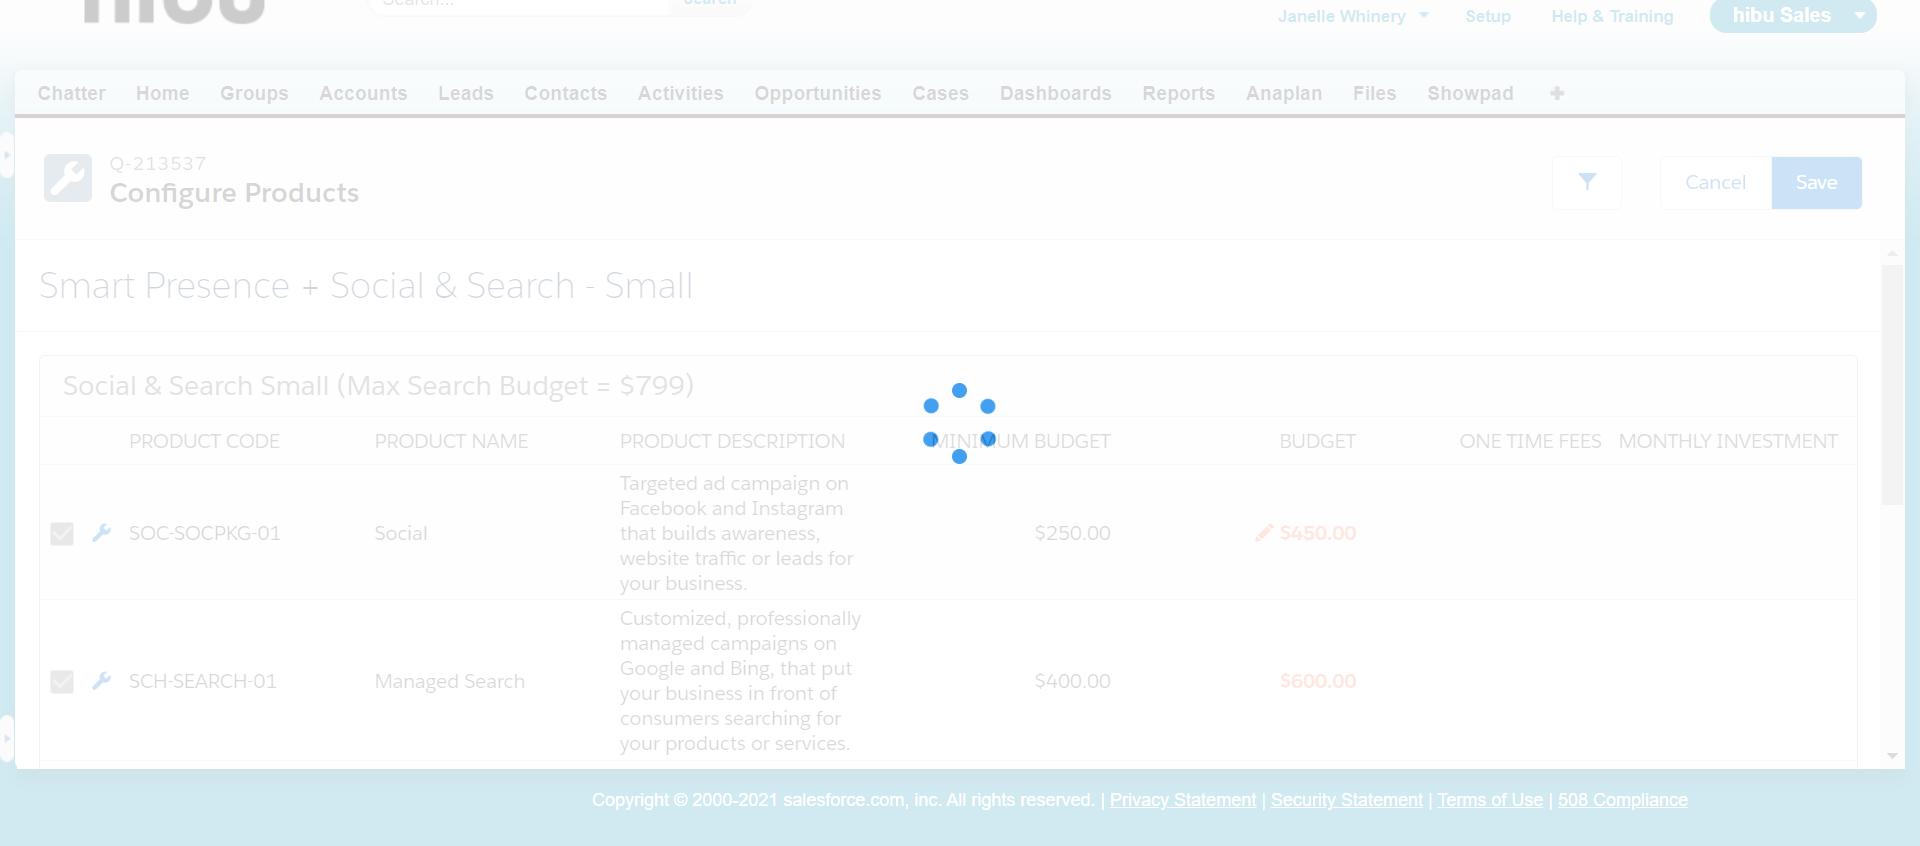 hibu
Search...
Search
Janelle Whinery
Setup
Help & Training
hibu Sales
Chatter Home Groups Accounts Leads Contacts Activities Opportunities Cases Dashboards Reports Anaplan Files Showpad
Q-213537
Configure Products
Cancel
Save
Smart Presence + Social & Search - Small
Social & Search Small (Max Search Budget = $799)
PRODUCT CODE PRODUCT NAME PRODUCT DESCRIPTION MINIMUM BUDGET BUDGET ONE TIME FEES MONTHLY INVESTMENT
SOC-SOCPKG-01
Social
Targeted ad campaign on
Facebook and Instagram
that builds awareness,
website traffic or leads for
your business.
$250.00
$450.00
SCH-SEARCH-01
Managed Search
Customized, professionally
managed campaigns on
Google and Bing, that put
your business in front of
consumers searching for
your products or services.
$400.00
$600.00
Copyright © 2000-2021 salesforce.com, inc. All rights reserved. | Privacy Statement | Security Statement | Terms of Use | 508 Compliance